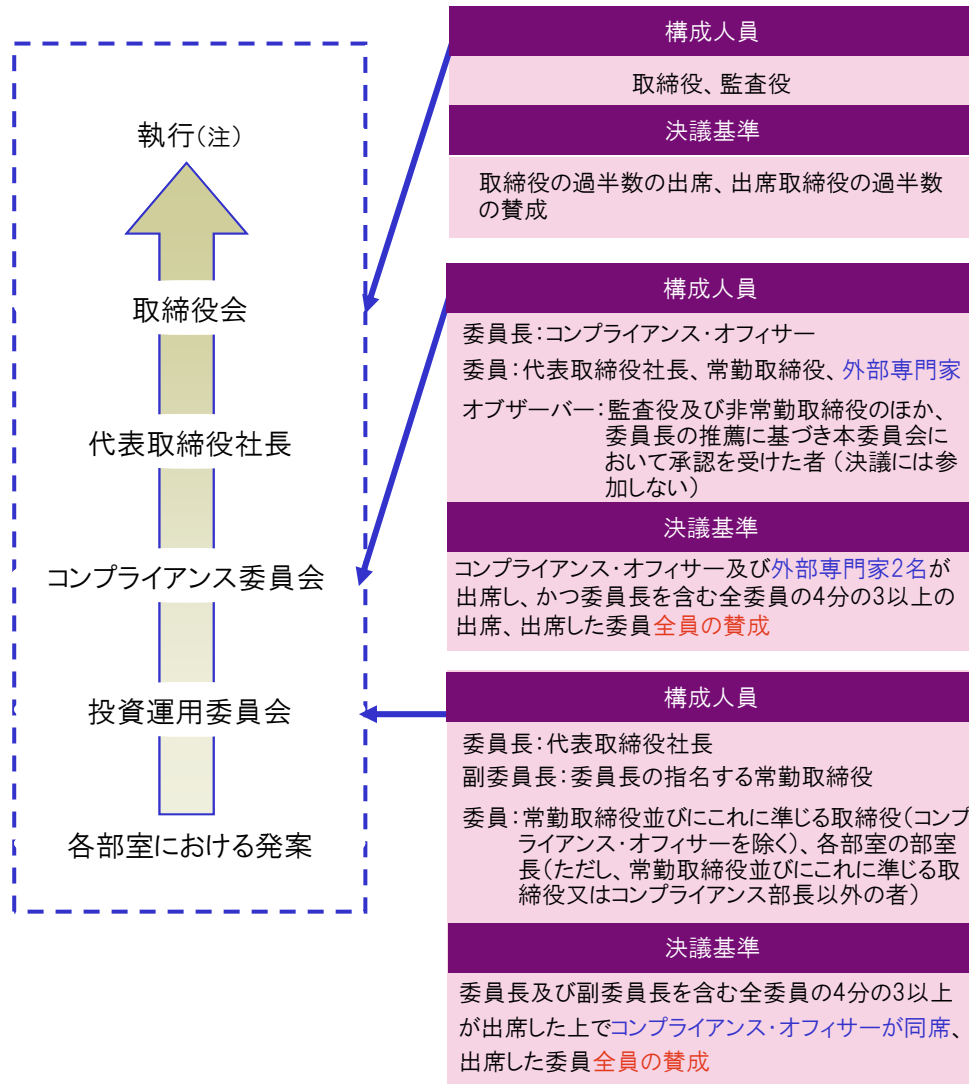 執行(注)
取締役会
代表取締役社長
コンプライアンス委員会
投資運用委員会
各部室における発案
構成人員
取締役、監査役
決議基準
取締役の過半数の出席、出席取締役の過半数
の賛成
構成人員
委員長：コンプライアンス・オフィサー
委員：代表取締役社長、常勤取締役、外部専門家
オブザーバー：監査役及び非常勤取締役のほか、
委員長の推薦に基づき本委員会に
おいて承認を受けた者（決議には参
加しない）
決議基準
コンプライアンス・オフィサー及び外部専門家2名が
出席し、かつ委員長を含む全委員の4分の3以上の
出席、出席した委員全員の賛成
構成人員
委員長：代表取締役社長
副委員長：委員長の指名する常勤取締役
委員：常勤取締役並びにこれに準じる取締役（コンプ
ライアンス・オフィサーを除く）、各部室の部室
長（ただし、常勤取締役並びにこれに準じる取
締役又はコンプライアンス部長以外の者）
決議基準
委員長及び副委員長を含む全委員の4分の3以上
が出席した上でコンプライアンス・オフィサーが同席、
出席した委員全員の賛成